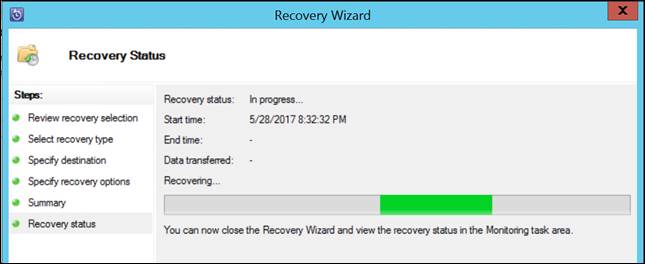 Recovery Wizard
X
Recovery Status
Steps:
Review recovery selection
Select recovery type
Specify destination
Specify recovery options
Summary
Recovery status
Recovery status: In progress...
Start time: 5/28/2017 8:32:32 PM
End time: -
Data transferred: -
Recovering...
You can now close the Recovery Wizard and view the recovery status in the Monitoring task area.